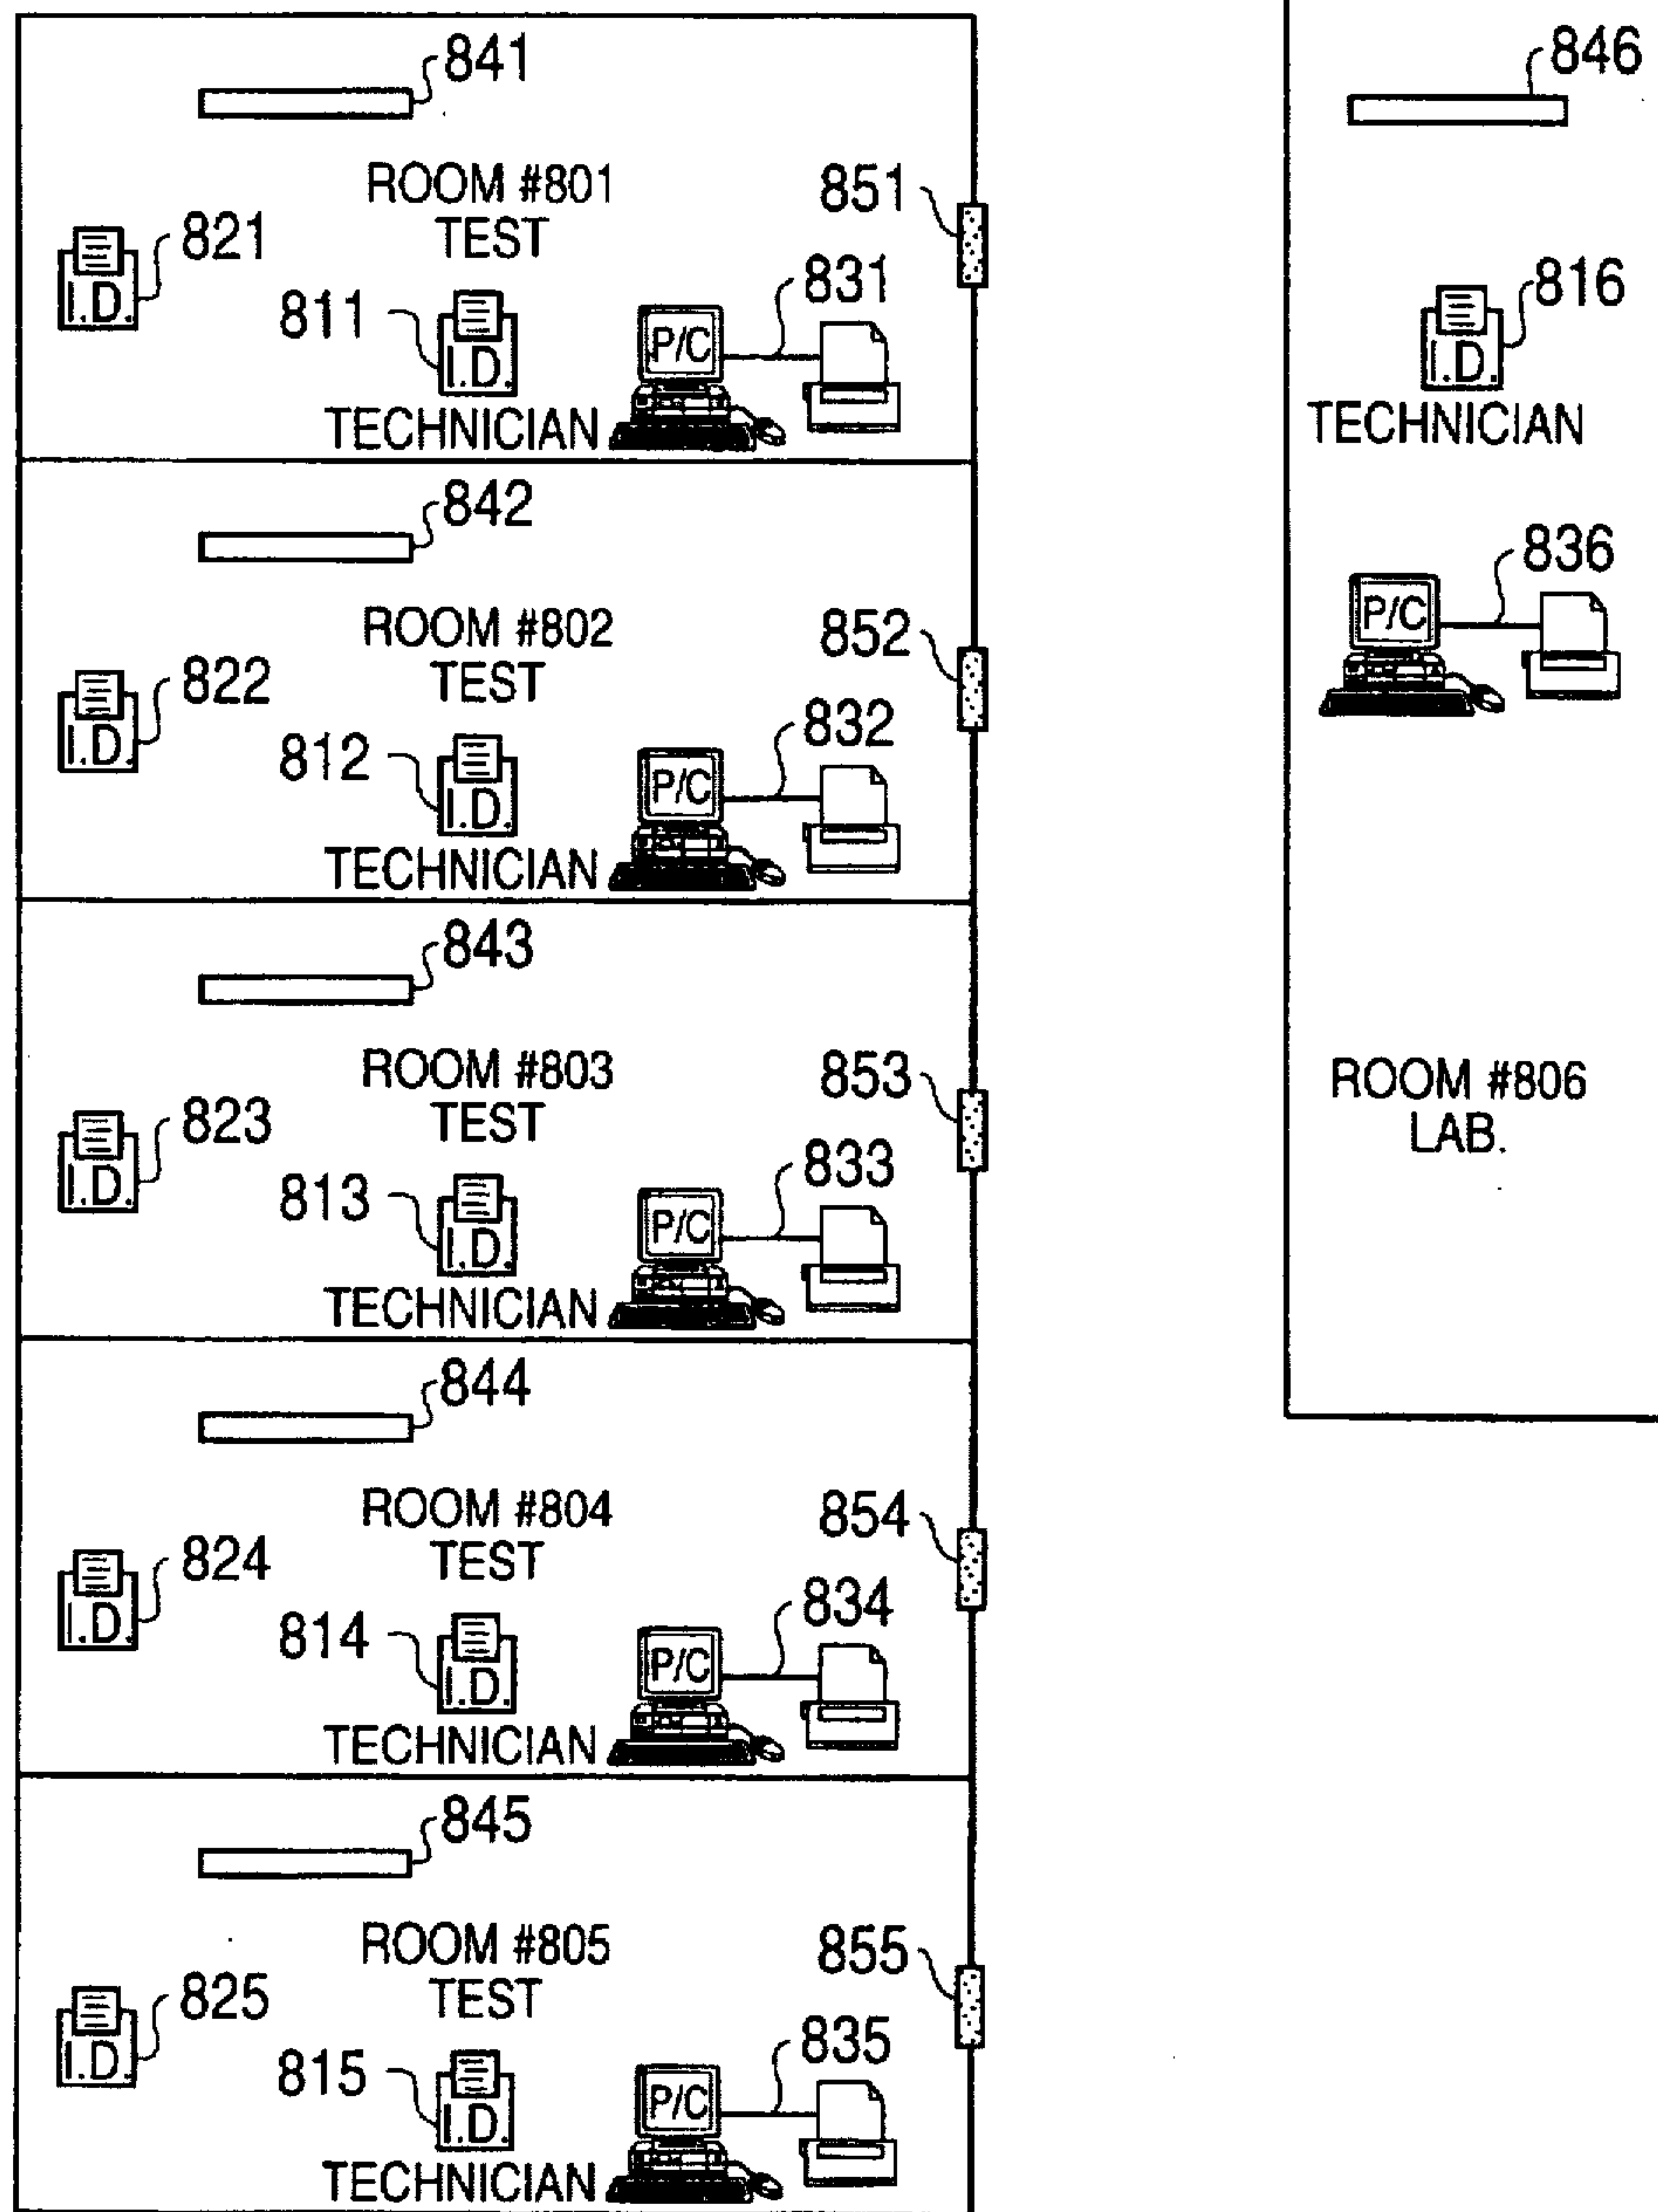 841
ROOM #801
TEST
851
821
I.D.
811
I.D.
TECHNICIAN
P/C
831
842
ROOM #802
TEST
852
822
I.D.
812
I.D.
TECHNICIAN
P/C
832
843
ROOM #803
TEST
853
823
I.D.
813
I.D.
TECHNICIAN
P/C
833
844
ROOM #804
TEST
854
824
I.D.
814
I.D.
TECHNICIAN
P/C
834
845
ROOM #805
TEST
855
825
I.D.
815
I.D.
TECHNICIAN
P/C
835
846
816
I.D.
TECHNICIAN
836
P/C
ROOM #806
LAB.